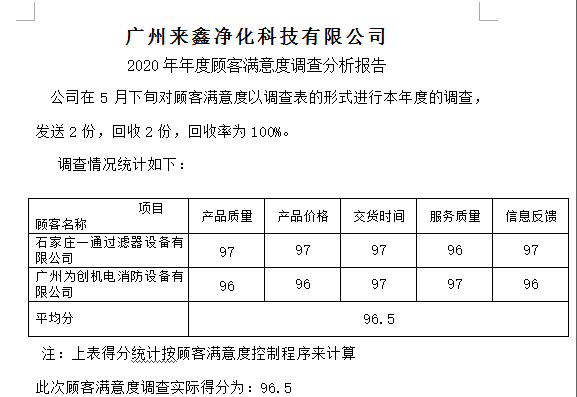 广州来鑫净化科技有限公司
2020年年度顾客满意度调查分析报告
公司在5月下旬对顾客满意度以调查表的形式进行本年度的调查，
发送2份，回收2份，回收率为100%。
调查情况统计如下：
项目
顾客名称
产品质量 产品价格 交货时间 服务质量 信息反馈
石家庄一通过滤器设备有
限公司
97 97 97 96 97
广州为创机电消防设备有
限公司
96 96 97 97 96
平均分 96.5
注：上表得分统计按顾客满意度控制程序来计算
此次顾客满意度调查实际得分为：96.5